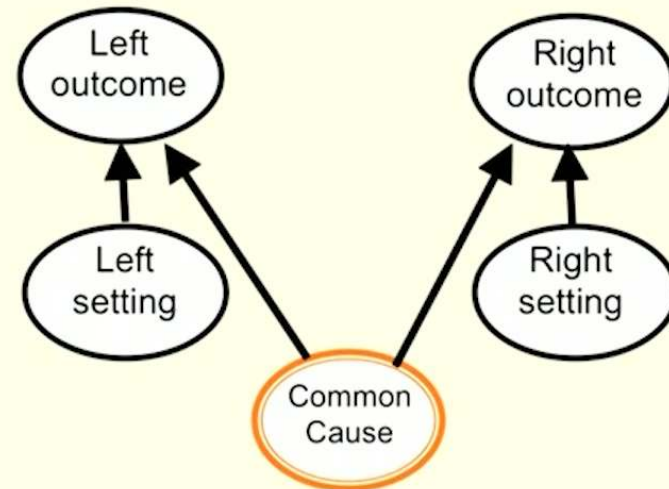 Left
outcome
Right
outcome
Left
setting
Right
setting
Common
Cause